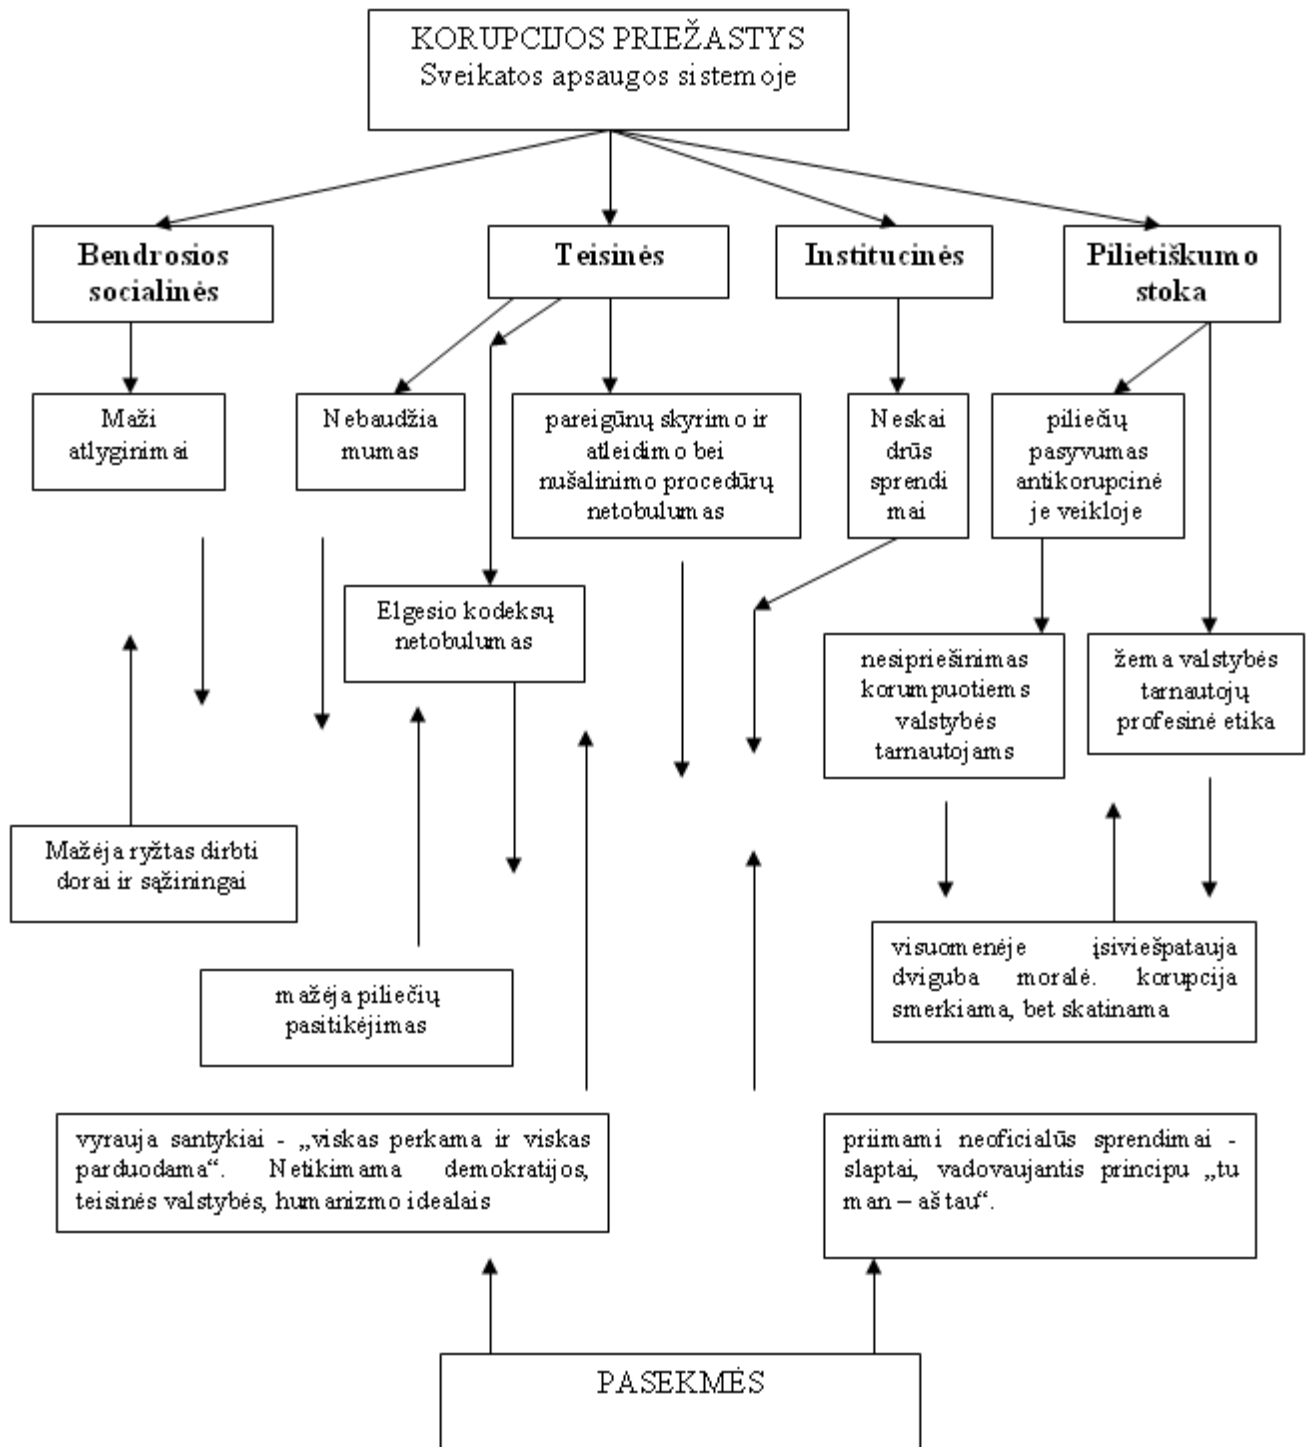 KORUPCIJOS PRIEŽASTYS
Sveikatos apsaugos sistemoje
Bendrosios
socialinės
Teisinės
Institucinės
Pilietiškumo
stoka
Maži
atlyginimai
Nebaudžia
mumas
pareigūnų skyrimo ir
atleidimo bei
nušalinimo procedūrų
netobulumas
Neskai
drūs
sprendi
mai
piliečių
pasyvumas
antikorupcinė
je veikloje
Elgesio kodeksų
netobulumas
nesipriešinimas
korumpuotiems
valstybės
tarnautojams
žema valstybės
tarnautojų
profesinė etika
Mažėja ryžtas dirbti
dorai ir sąžiningai
visuomenėje įsiviešpatauja
dviguba moralė. korupcija
smerkiama, bet skatinama
mažėja piliečių
pasitikėjimas
vyrauja santykiai - „viskas perkama ir viskas
parduodama“. Netikimama demokratijos,
teisinės valstybės, humanizmo idealais
priimami neoficialūs sprendimai -
slaptai, vadovaujantis principu „tu
man – aš tau“.
PASEKMĖS